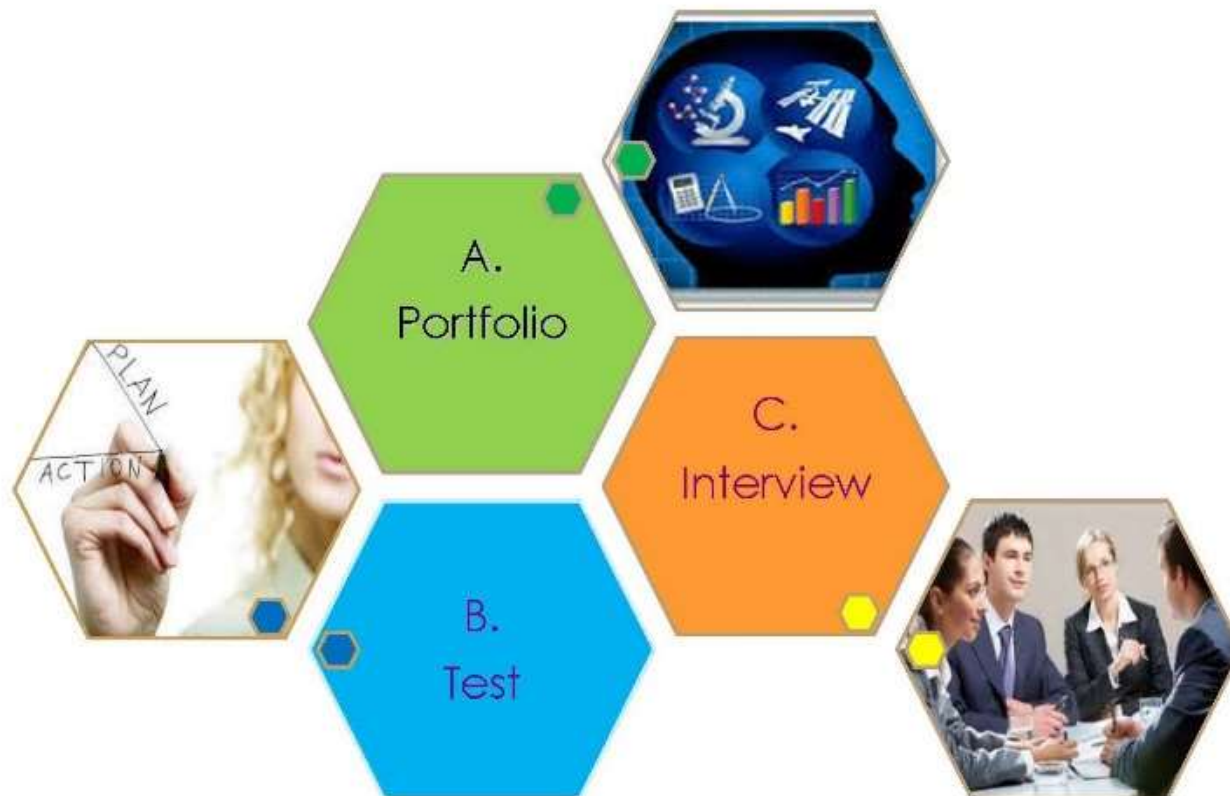 A.
Portfolio
PLAN
ACTION
C.
Interview
B.
Test